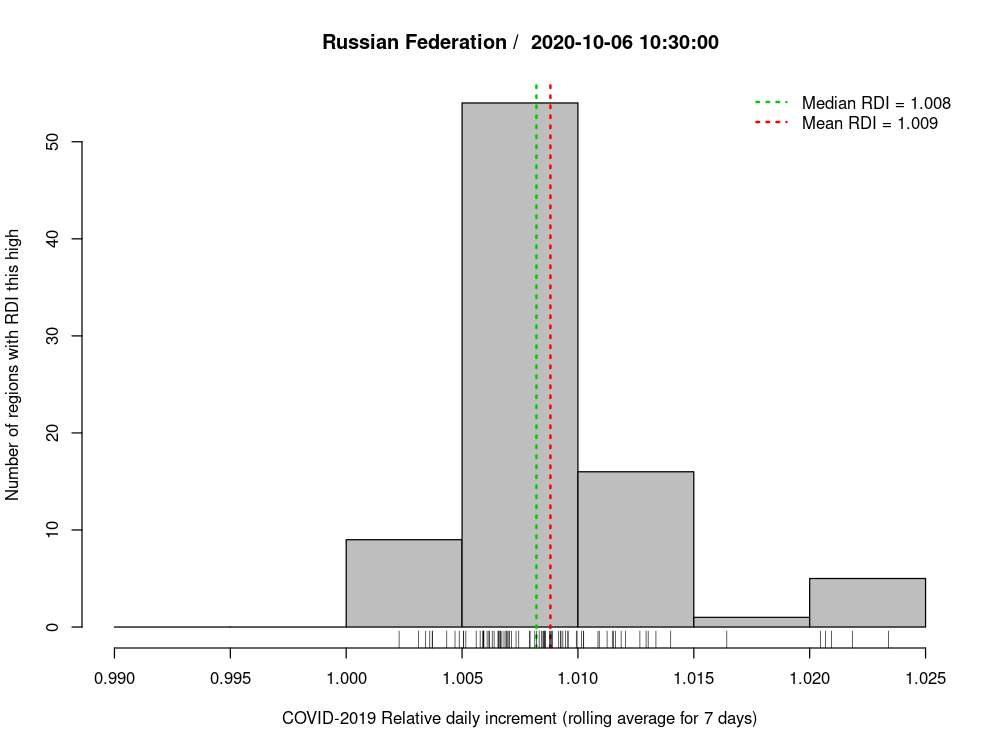 Russian Federation /  2020-10-06 10:30:00
Median RDI = 1.008
Mean RDI = 1.009
Number of regions with RDI this high
50
40
30
20
10
0
0.990 0.995 1.000 1.005 1.010 1.015 1.020 1.025
COVID-2019 Relative daily increment (rolling average for 7 days)